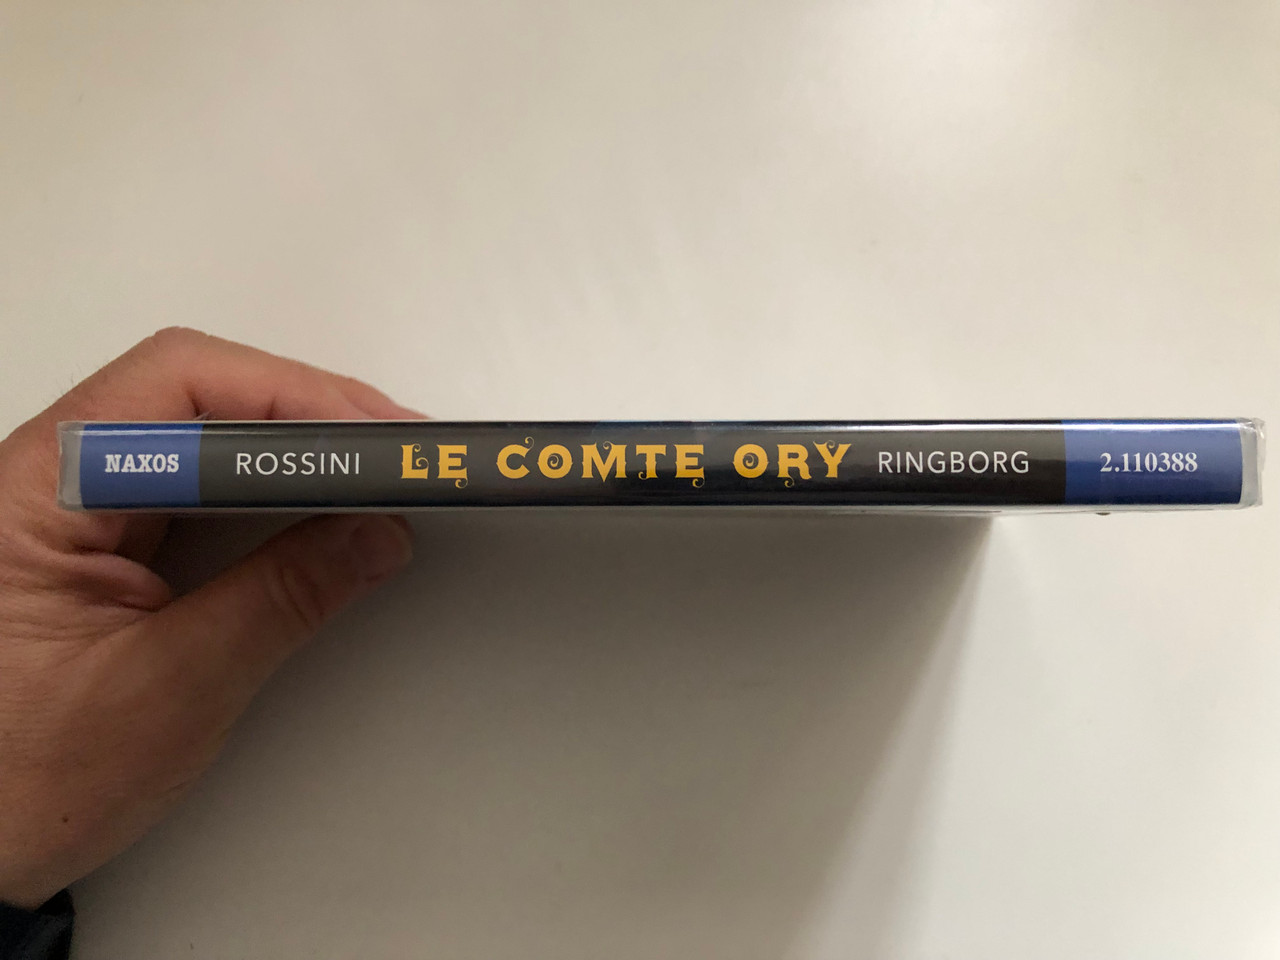 NAXOS ROSSINI LE COMTE ORY RINGBORG 2.110388